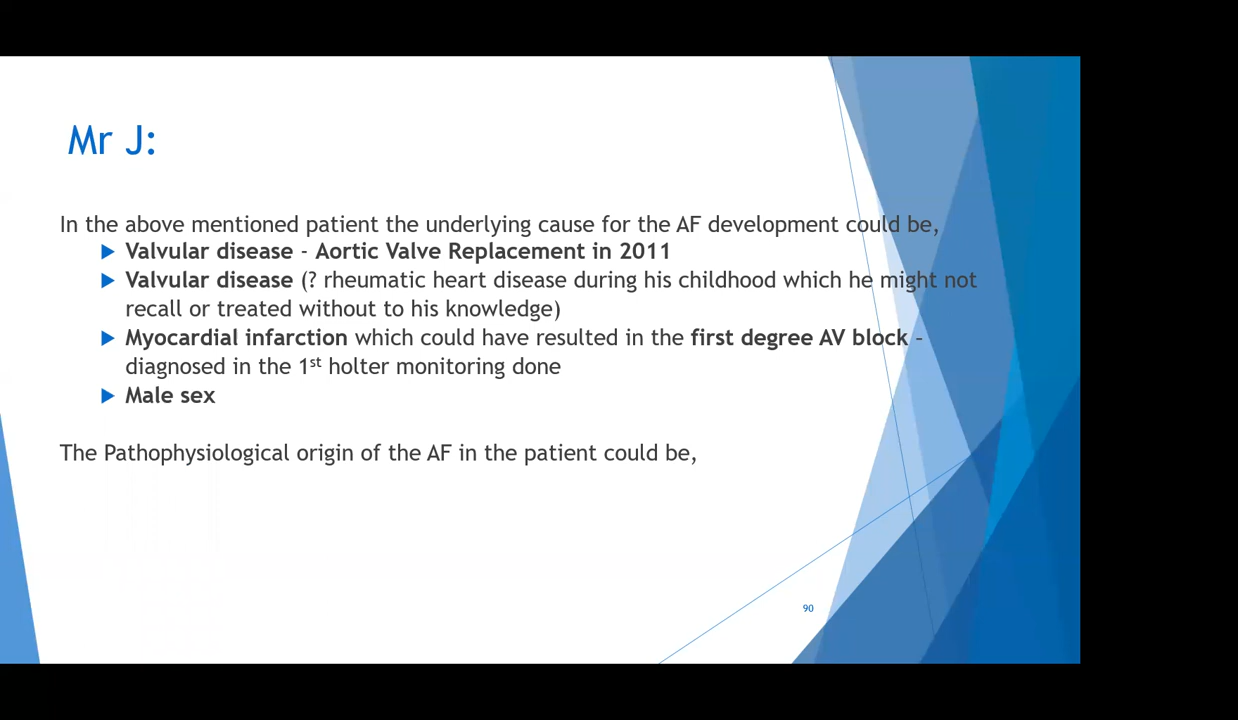 Mr J:
In the above mentioned patient the underlying cause for the AF development could be,
Valvular disease - Aortic Valve Replacement in 2011
Valvular disease (? rheumatic heart disease during his childhood which he might not
recall or treated without to his knowledge)
Myocardial infarction which could have resulted in the first degree AV block –
diagnosed in the 1st holter monitoring done
Male sex
The Pathophysiological origin of the AF in the patient could be,
90